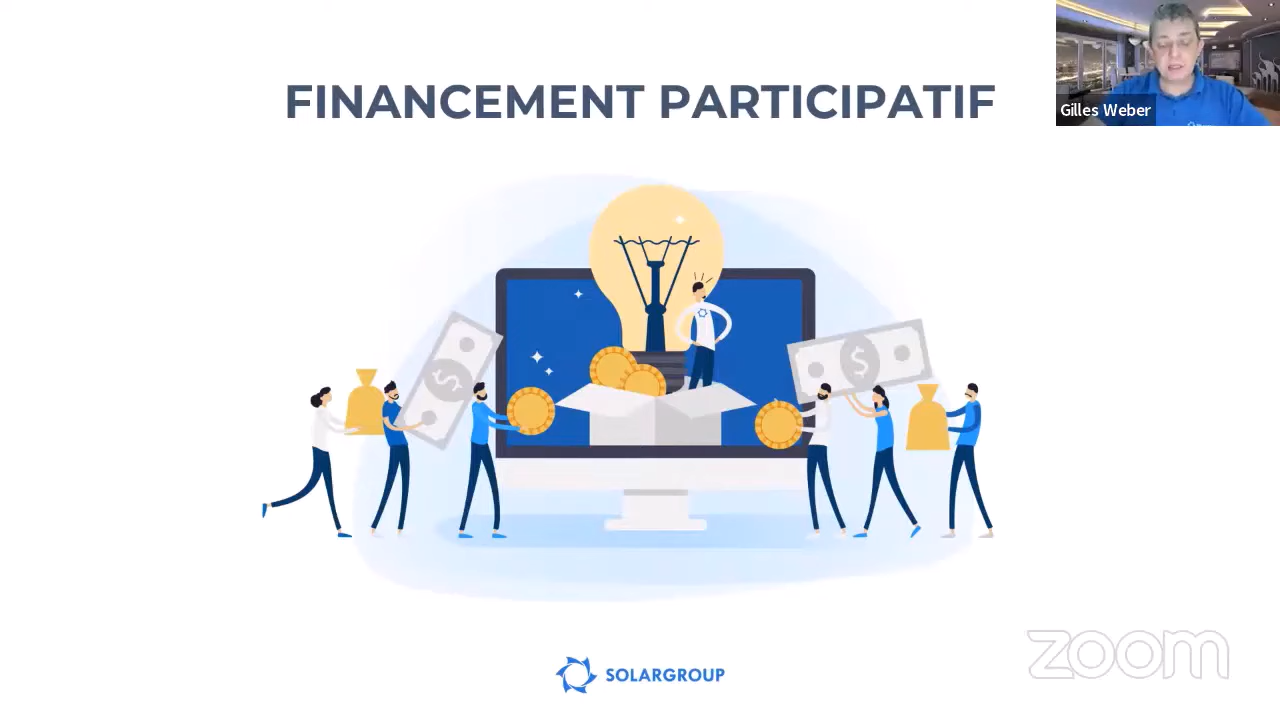 FINANCEMENT PARTICIPATIF
Gilles Weber
$
$
SOLARGROUP
zoom